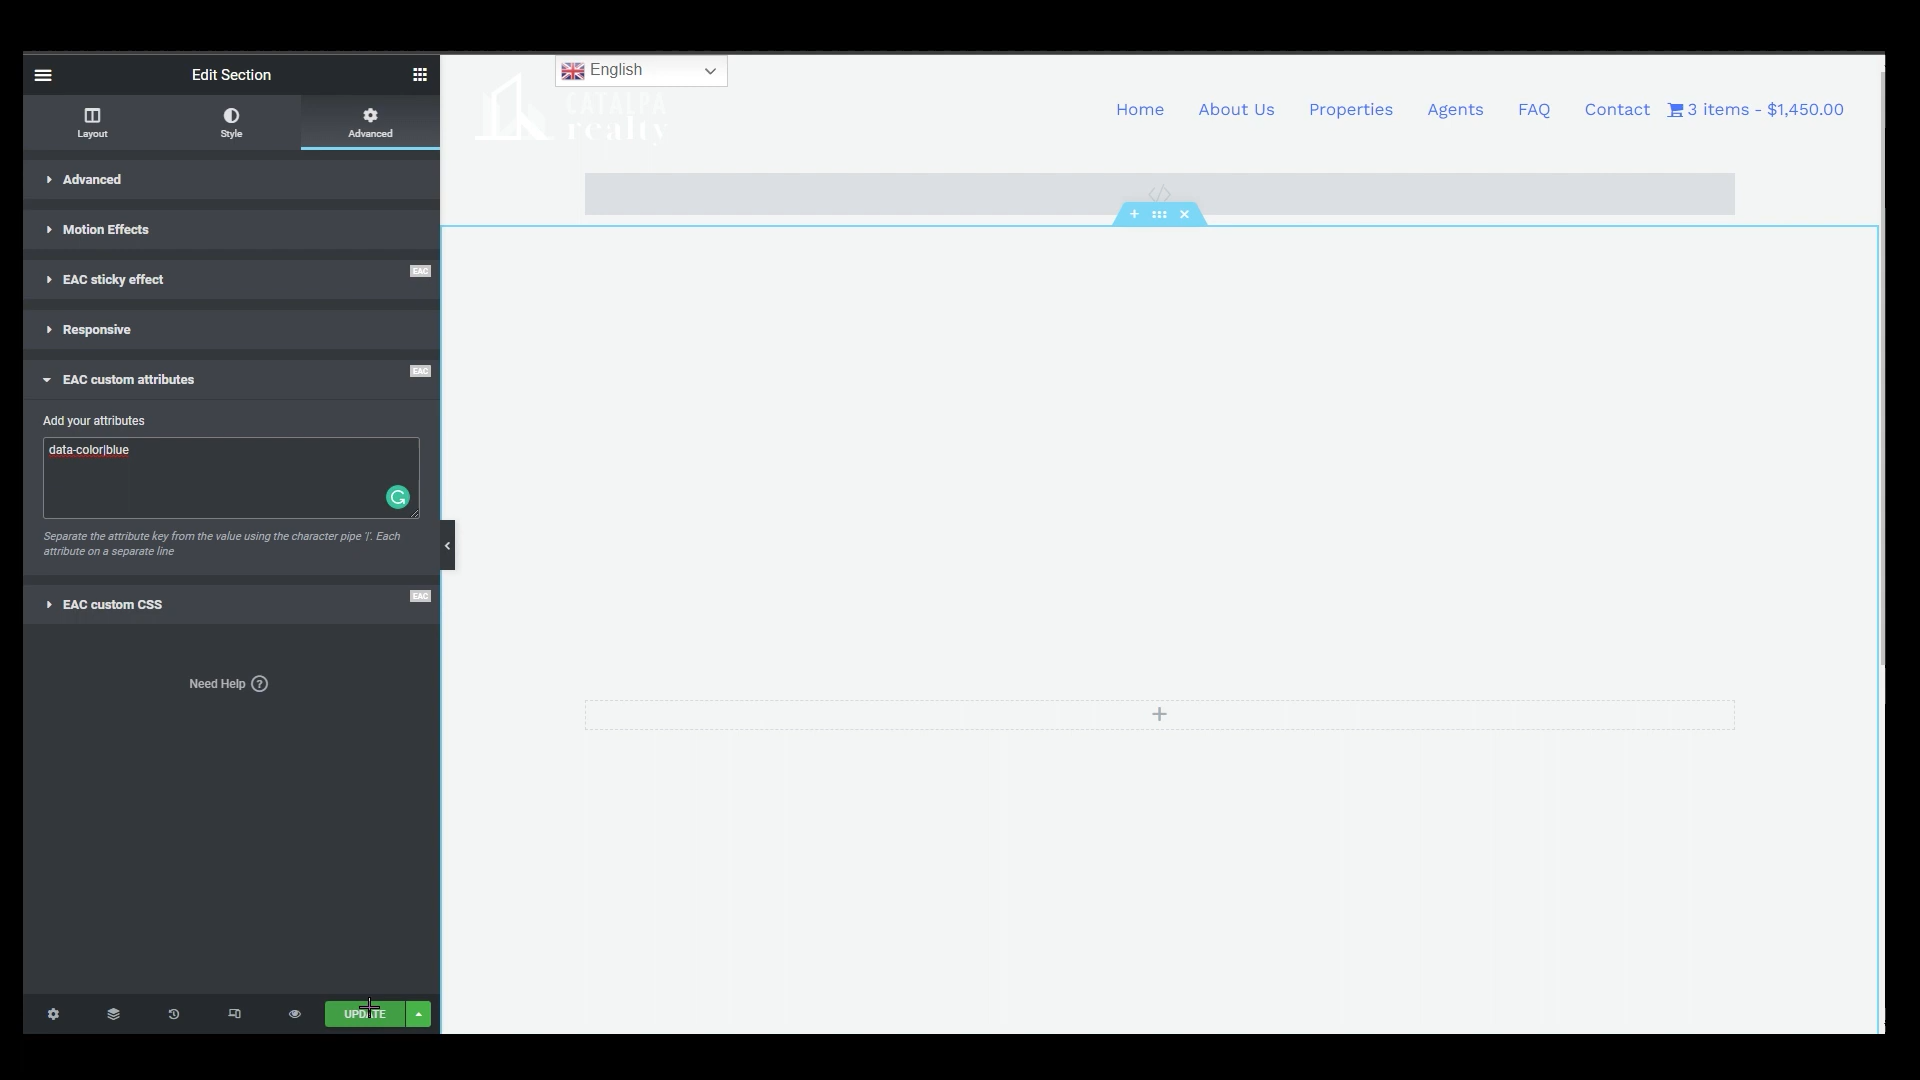 Edit Section
Layout
Style
Advanced
Advanced
Motion Effects
EAC sticky effect
EAC
Responsive
EAC custom attributes
EAC
Add your attributes
data-color|blue
Separate the attribute key from the value using the character pipe '|'. Each
attribute on a separate line
EAC custom CSS
EAC
Need Help
UPDATE
English
CATALPA
realty
Home
About Us
Properties
Agents
FAQ
Contact
3 items - $1,450.00